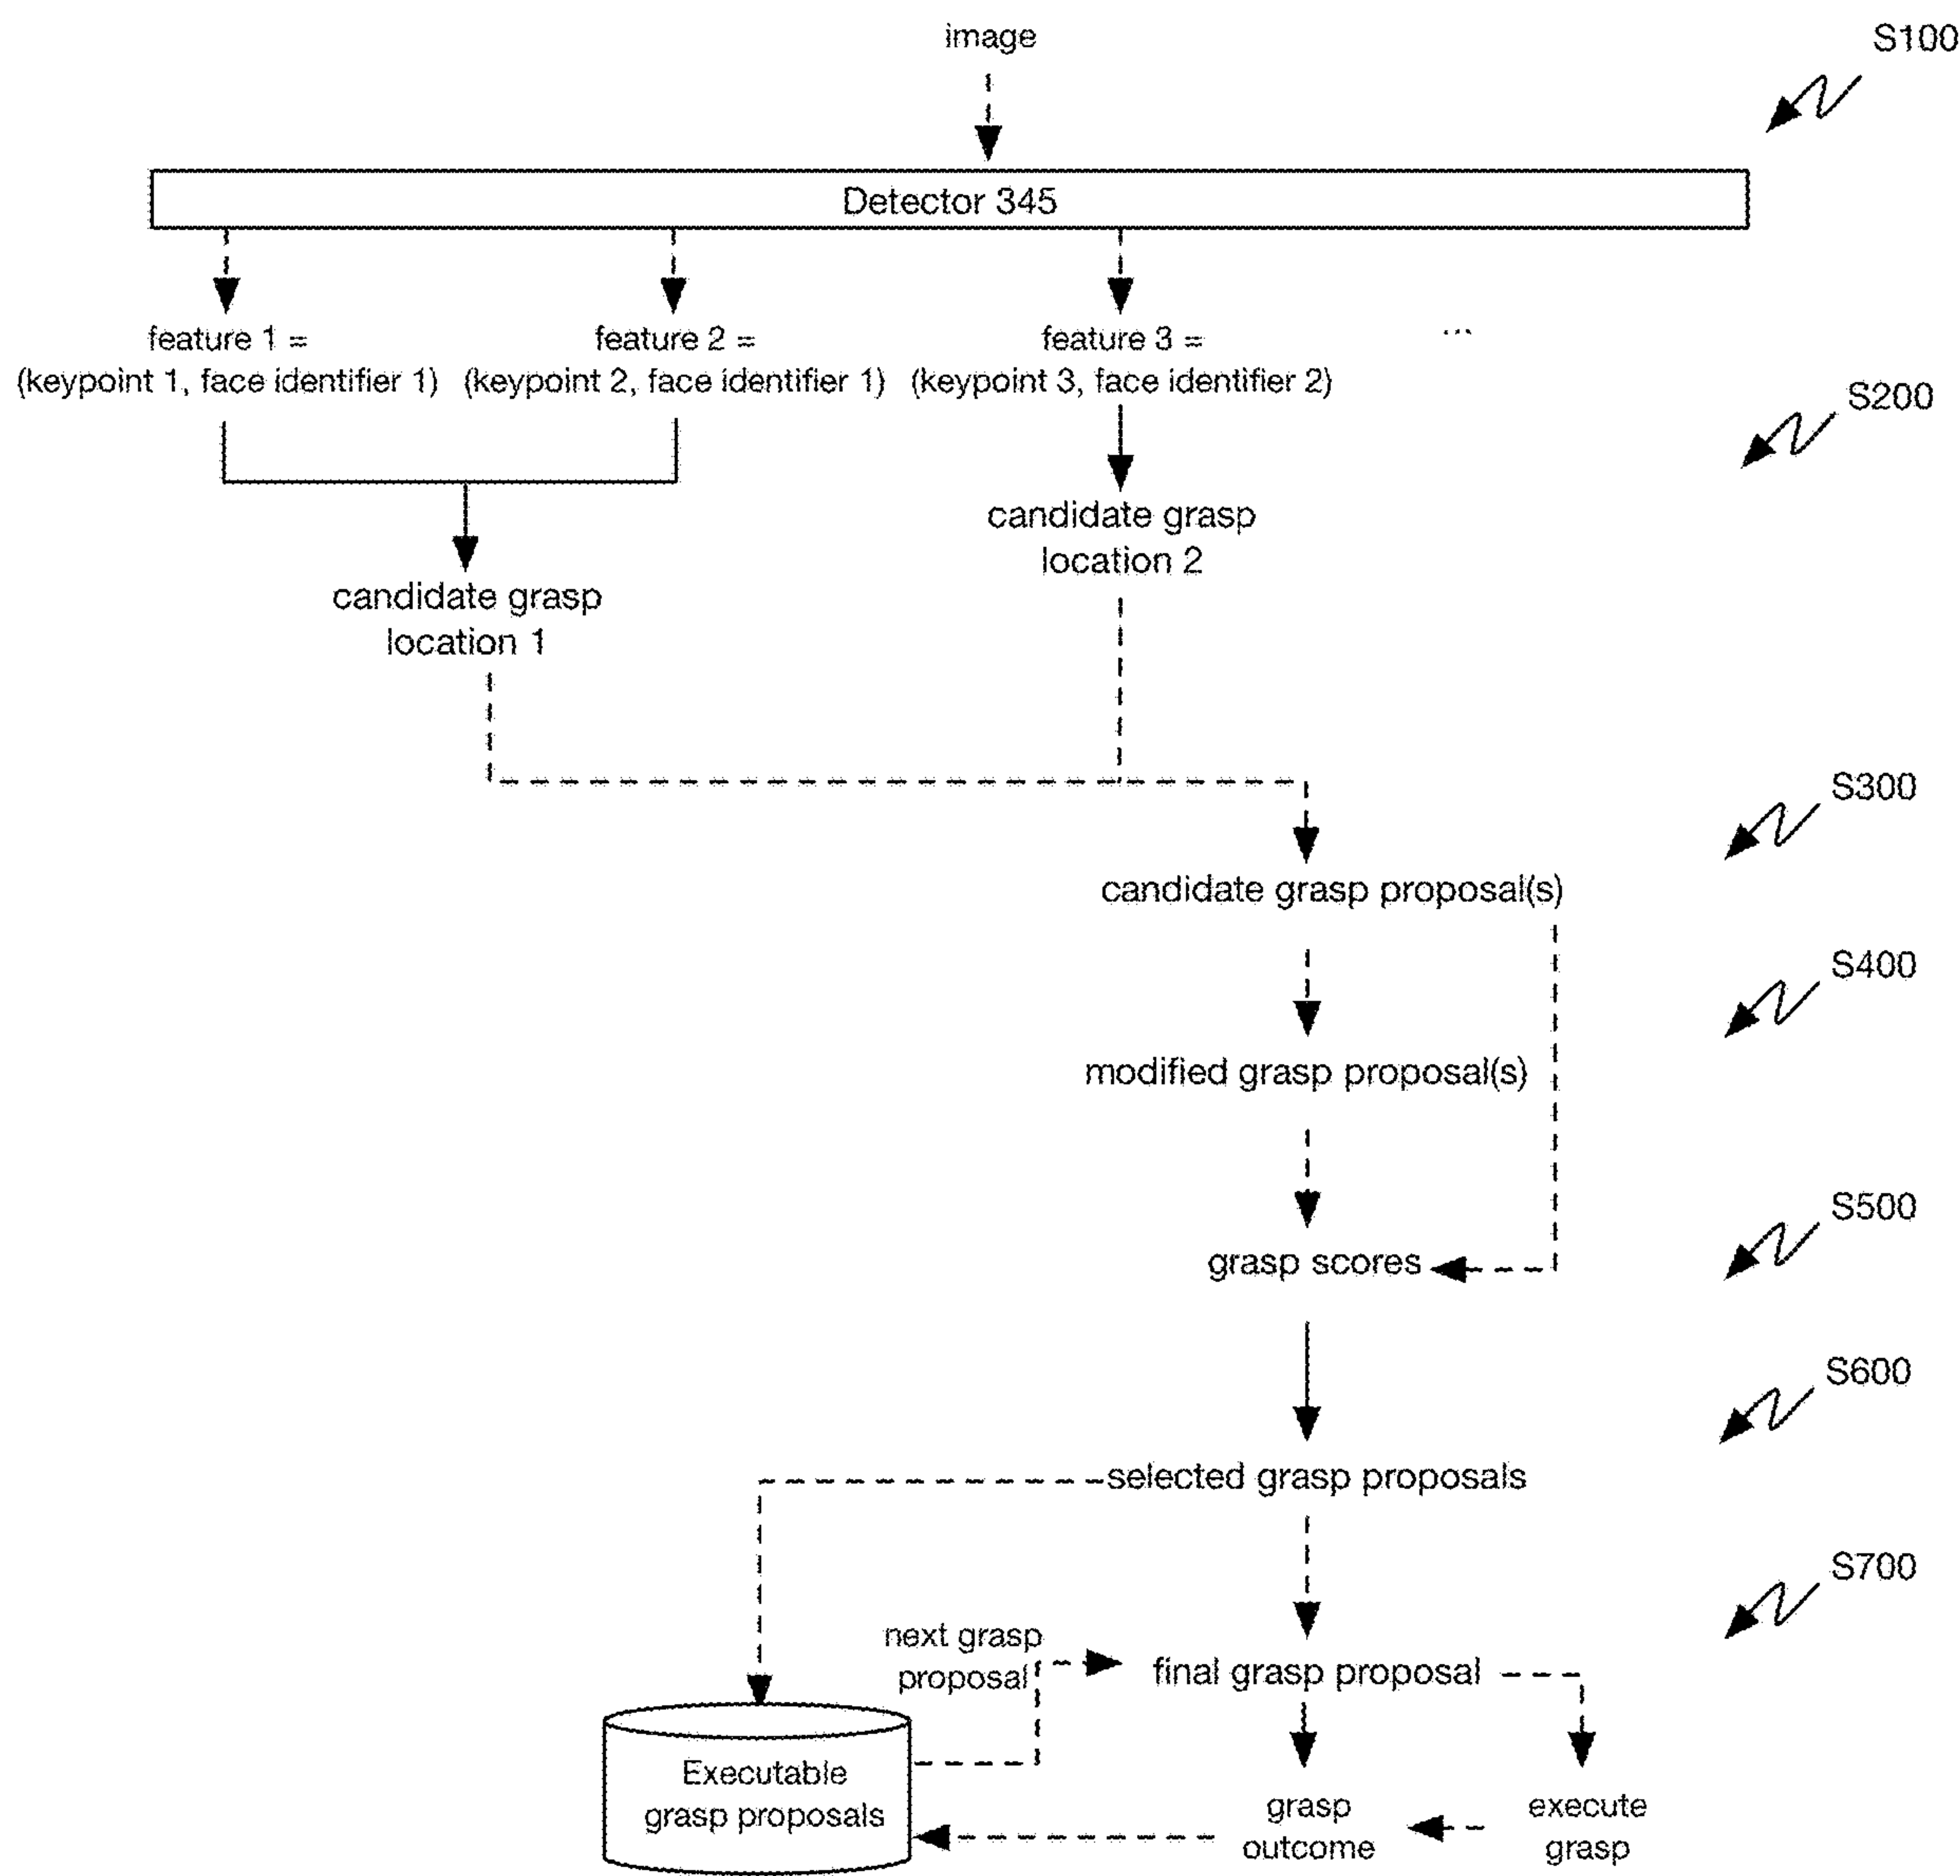 image
S100
Detector 345
feature 1 =
(keypoint 1, face identifier 1)
feature 2 =
(keypoint 2, face identifier 1)
feature 3 =
(keypoint 3, face identifier 2)
...
S200
candidate grasp
location 2
candidate grasp
location 1
S300
candidate grasp proposal(s)
S400
modified grasp proposal(s)
S500
grasp scores
S600
selected grasp proposals
S700
next grasp
proposal
final grasp proposal
Executable
grasp proposals
grasp
outcome
execute
grasp